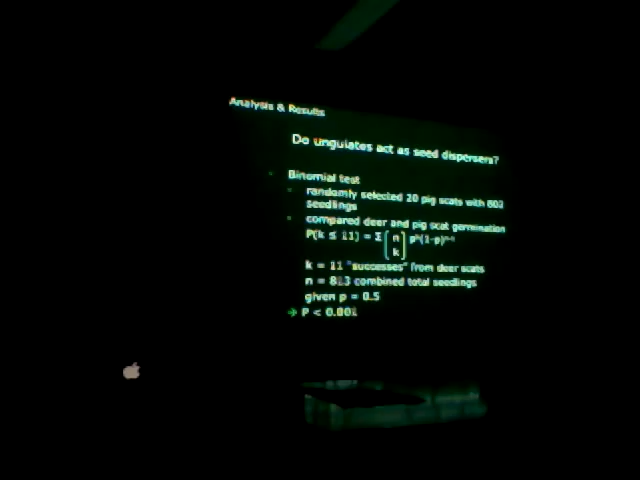 Analysis & Results
Do ungulates act as seed dispersers?
Binomial test
randomly selected 20 pig scats with 802
seedlings
compared deer and pig scat germination
P(k ≤ 11) = Σ [n k] pᵏ(1-p)ⁿ⁻ᵏ
k = 11 "successes" from deer scats
n = 813 combined total seedlings
given p = 0.5
→ P < 0.001